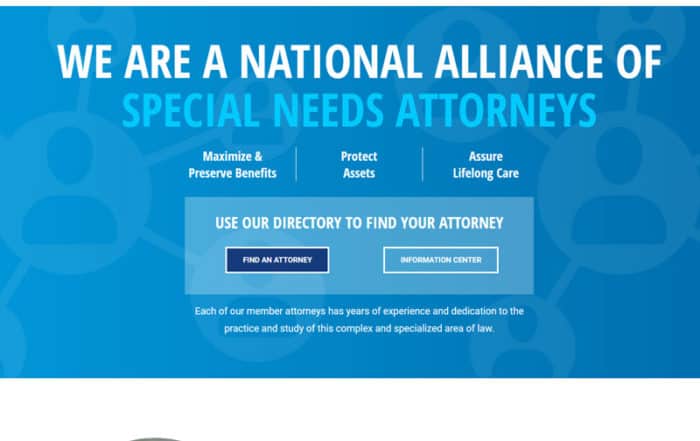 WE ARE A NATIONAL ALLIANCE OF
SPECIAL NEEDS ATTORNEYS
Maximize &
Preserve Benefits
Protect
Assets
Assure
Lifelong Care
USE OUR DIRECTORY TO FIND YOUR ATTORNEY
FIND AN ATTORNEY
INFORMATION CENTER
Each of our member attorneys has years of experience and dedication to the
practice and study of this complex and specialized area of law.